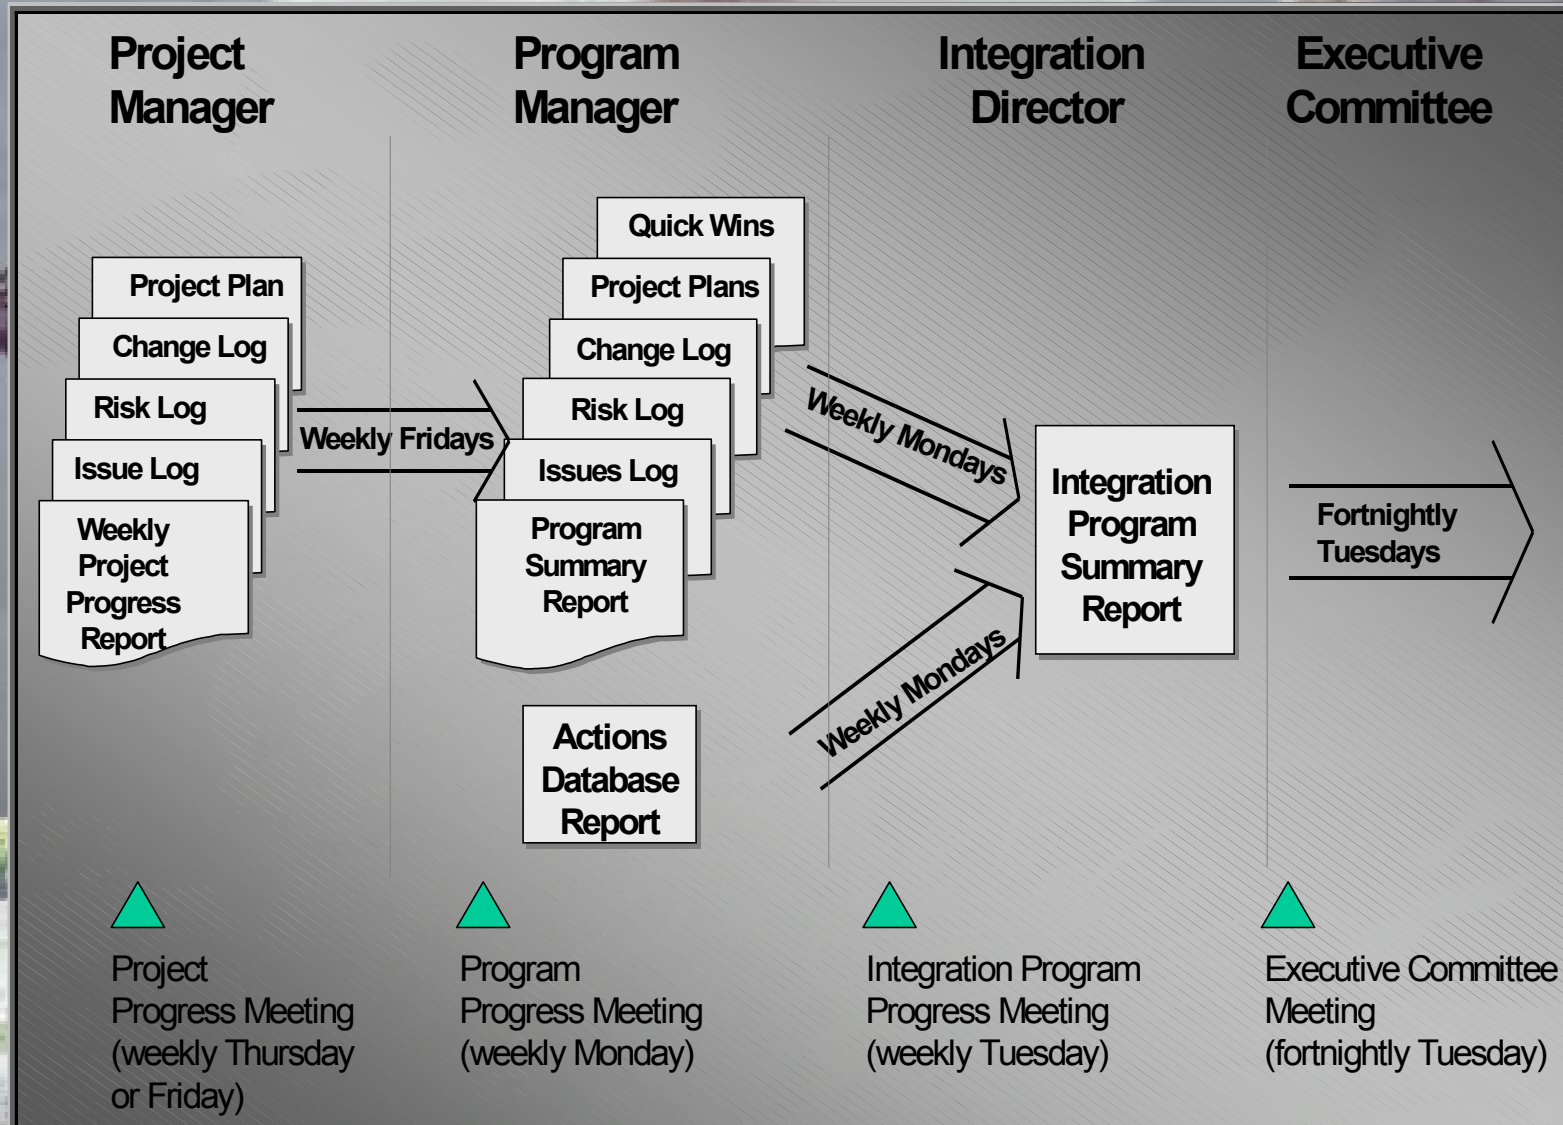 Project
Manager
Program
Manager
Integration
Director
Executive
Committee
Project Plan
Change Log
Risk Log
Issue Log
Weekly
Project
Progress
Report
Weekly Fridays
Quick Wins
Project Plans
Change Log
Risk Log
Issues Log
Program
Summary
Report
Actions
Database
Report
Weekly Mondays
Weekly Mondays
Integration
Program
Summary
Report
Fortnightly
Tuesdays
Project
Progress Meeting
(weekly Thursday
or Friday)
Program
Progress Meeting
(weekly Monday)
Integration Program
Progress Meeting
(weekly Tuesday)
Executive Committee
Meeting
(fortnightly Tuesday)